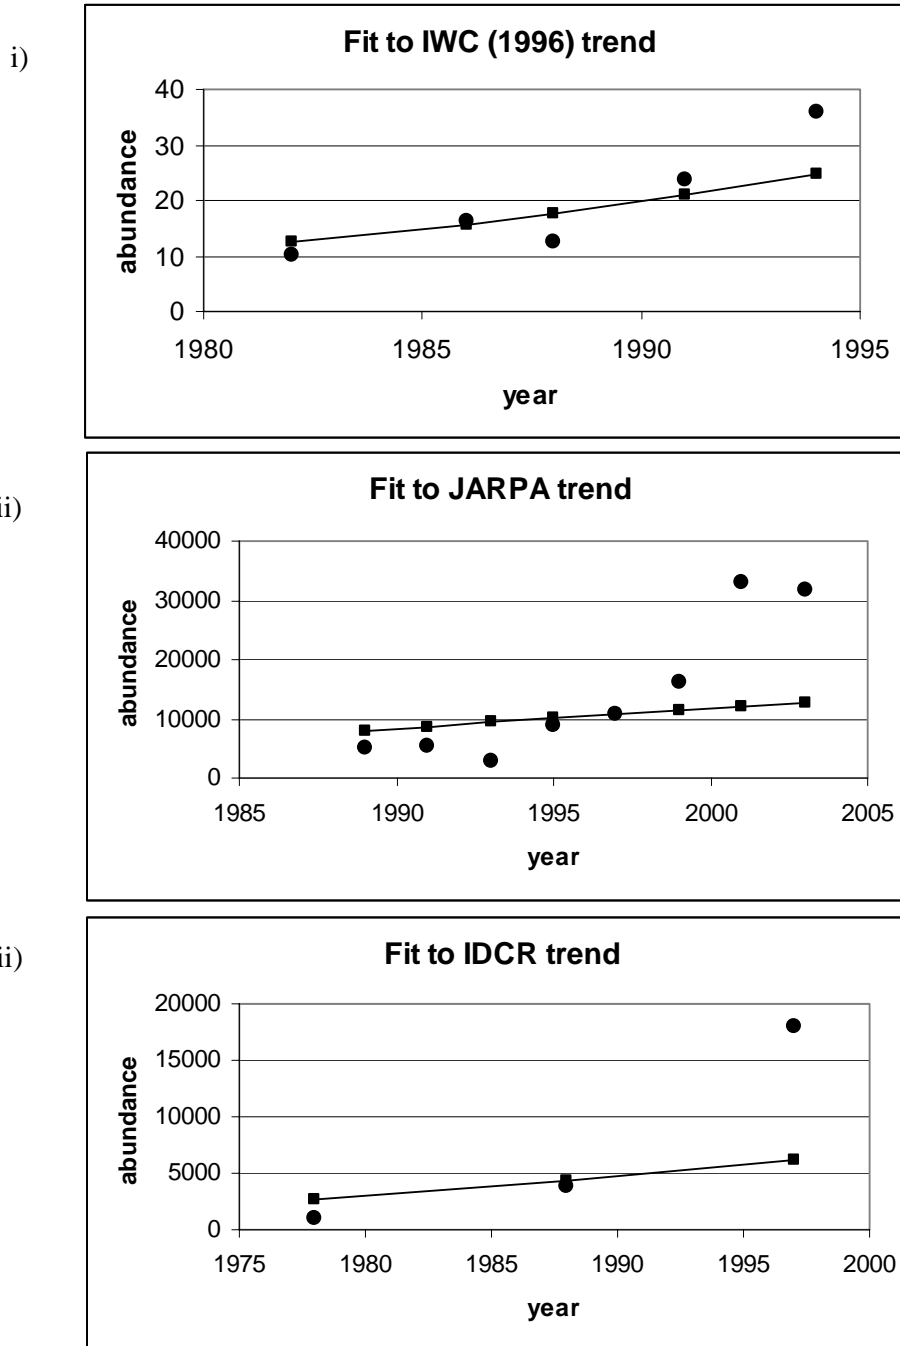 i)
Fit to IWC (1996) trend
40
30
20
10
0
abundance
1980 1985 1990 1995
year
ii)
Fit to JARPA trend
40000
30000
20000
10000
0
abundance
1985 1990 1995 2000 2005
year
ii)
Fit to IDCR trend
20000
15000
10000
5000
0
abundance
1975 1980 1985 1990 1995 2000
year